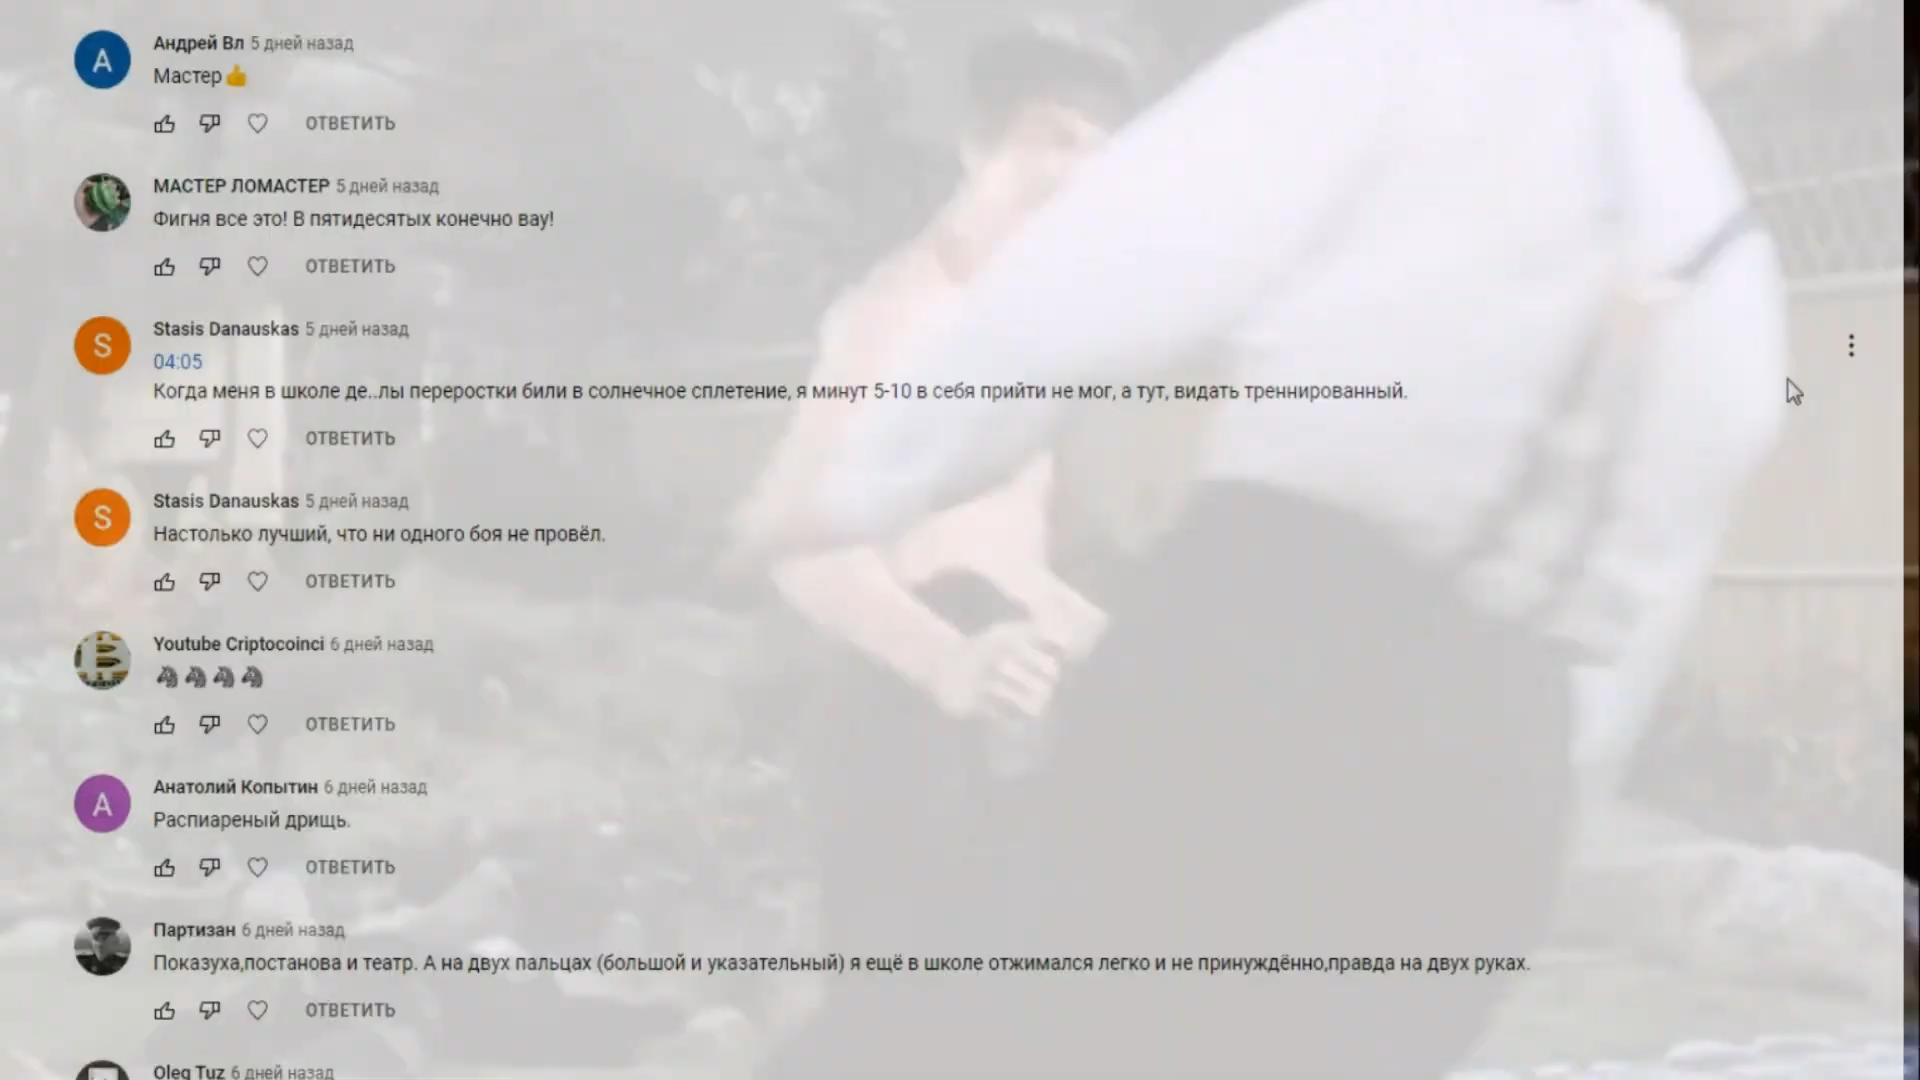 А
Андрей Вл 5 дней назад
Мастер👍
ОТВЕТИТЬ
МАСТЕР ЛОМАСТЕР 5 дней назад
Фигня все это! В пятидесятых конечно вау!
ОТВЕТИТЬ
S
Stasis Danauskas 5 дней назад
04:05
Когда меня в школе де..лы переростки били в солнечное сплетение, я минут 5-10 в себя прийти не мог, а тут, видать треннированный.
ОТВЕТИТЬ
S
Stasis Danauskas 5 дней назад
Настолько лучший, что ни одного боя не провёл.
ОТВЕТИТЬ
Youtube Criptocoinci 6 дней назад
🦓🦓🦓🦓
ОТВЕТИТЬ
А
Анатолий Копытин 6 дней назад
Распиареный дрищь.
ОТВЕТИТЬ
Партизан 6 дней назад
Показуха,постанова и театр. А на двух пальцах (большой и указательный) я ещё в школе отжимался легко и не принуждённо,правда на двух руках.
ОТВЕТИТЬ
Oleg Tuz 6 дней назад